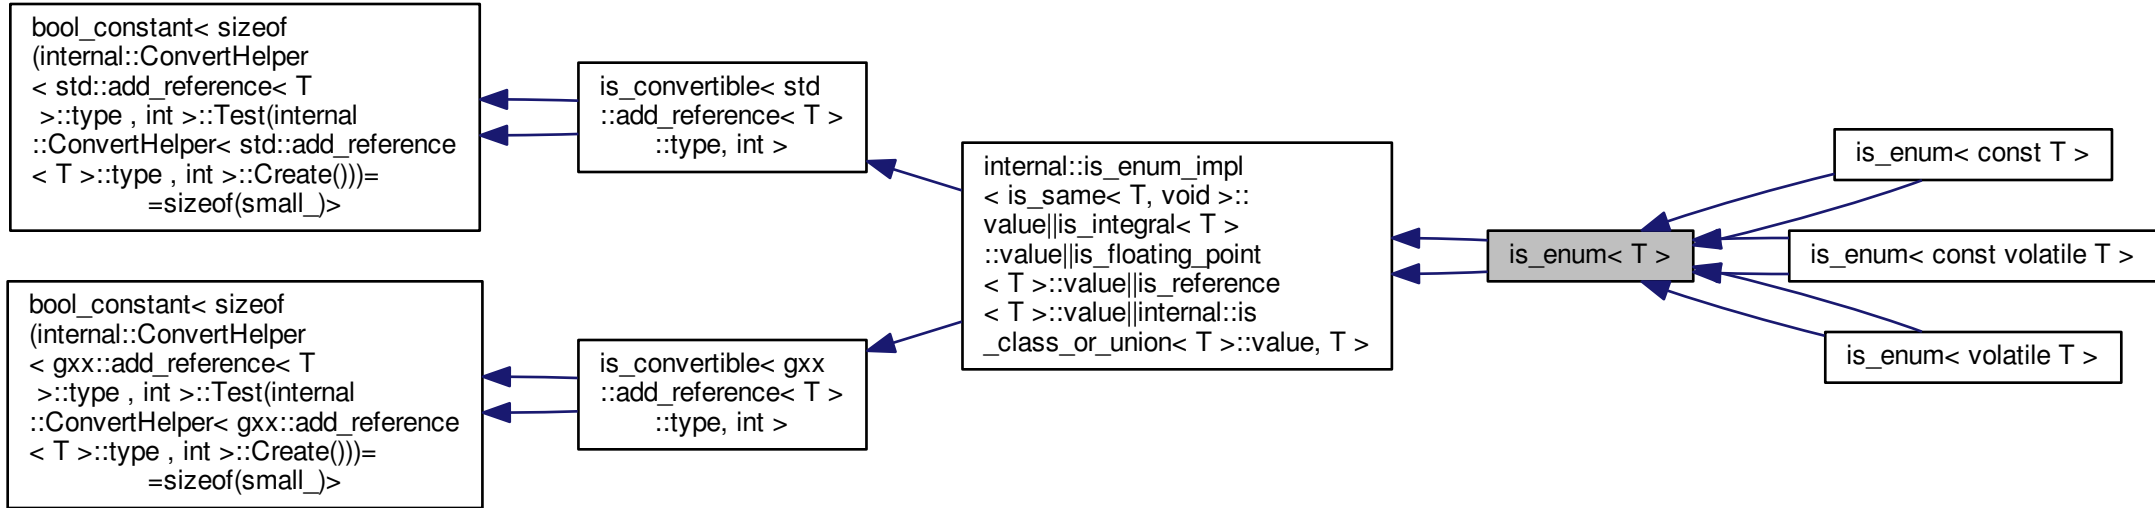 bool_constant< sizeof
(internal::ConvertHelper
< std::add_reference< T
>::type , int >::Test(internal
::ConvertHelper< std::add_reference
< T >::type , int >::Create()))=
=sizeof(small_)>
bool_constant< sizeof
(internal::ConvertHelper
< gxx::add_reference< T
>::type , int >::Test(internal
::ConvertHelper< gxx::add_reference
< T >::type , int >::Create()))=
=sizeof(small_)>
is_convertible< std
::add_reference< T >
::type, int >
is_convertible< gxx
::add_reference< T >
::type, int >
internal::is_enum_impl
< is_same< T, void >::
value||is_integral< T >
::value||is_floating_point
< T >::value||is_reference
< T >::value||internal::is
_class_or_union< T >::value, T >
is_enum< T >
is_enum< const T >
is_enum< const volatile T >
is_enum< volatile T >